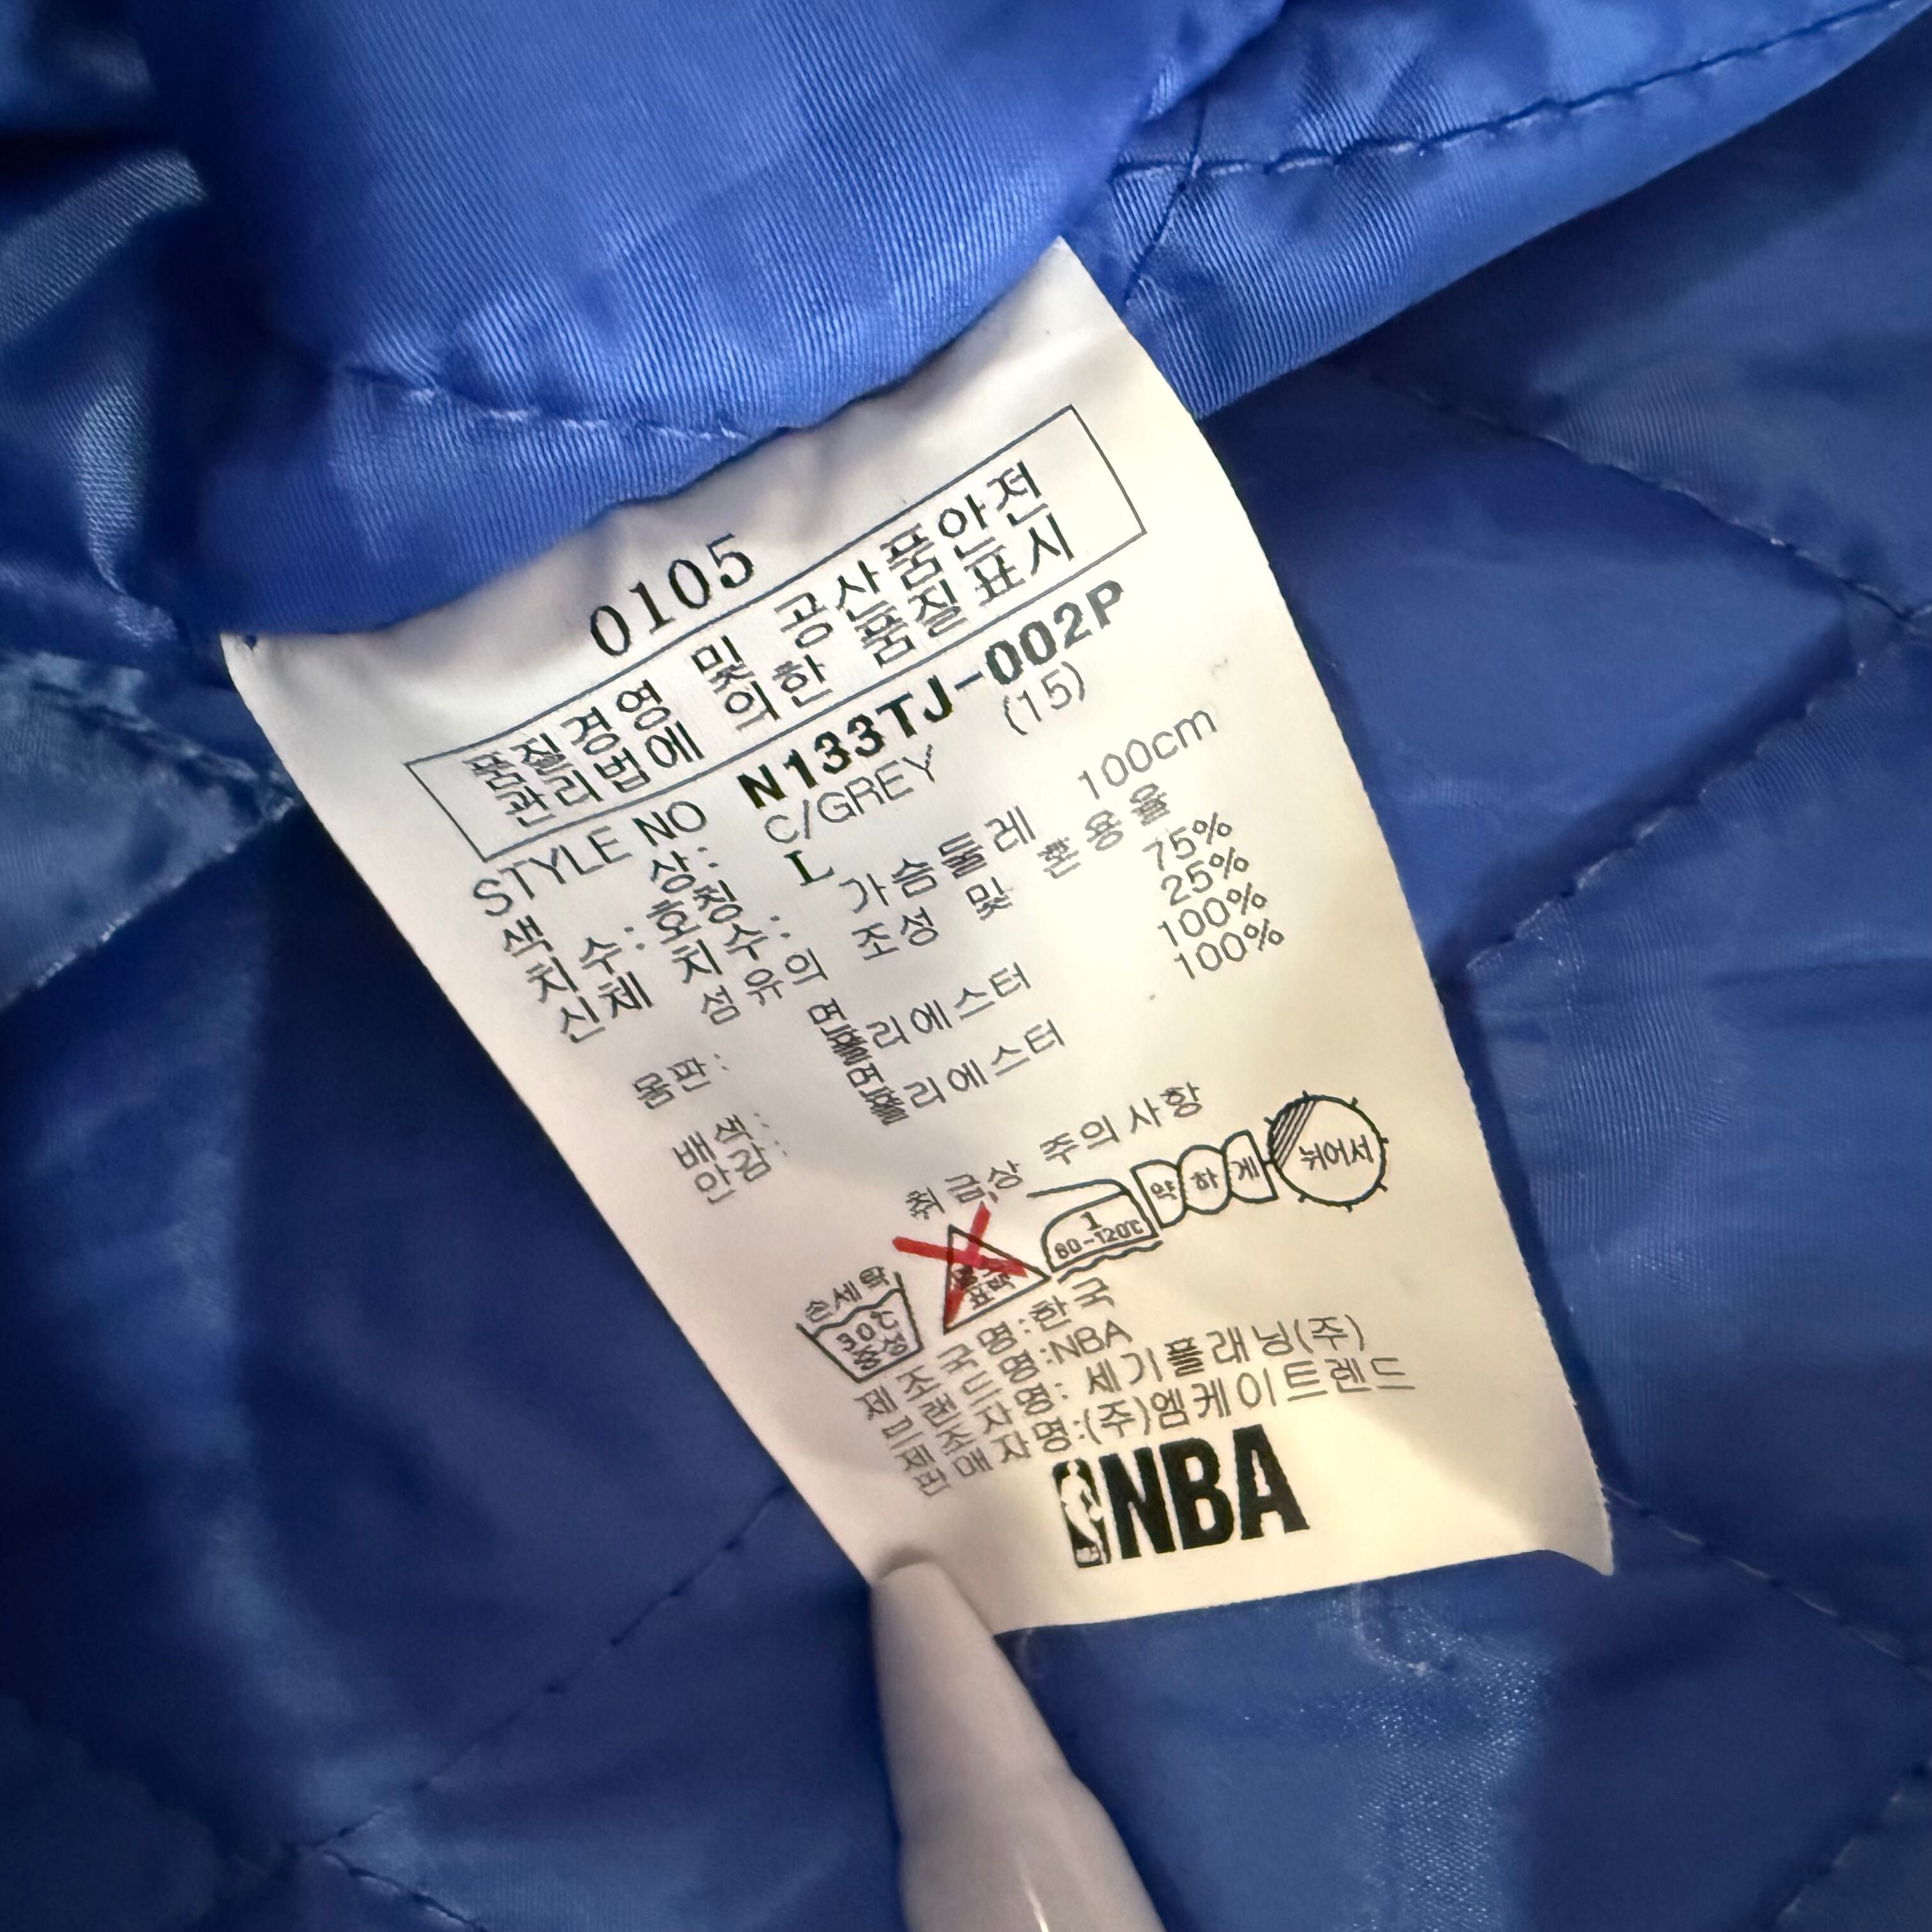 0105
품질경영 및 공산품안전
관리법에 의한 품질표시
STYLE NO N133TJ-002P
색 상: C/GREY (15)
치 수: 호칭: L
신체 치수: 가슴둘레 100cm
섬유의 조성 및 혼용율
몸판: 면 75%
폴리에스터 25%
배색: 면 100%
안감: 폴리에스터 100%
취급상 주의사항
손세탁
30℃
중성
염소
표백
1
80~120℃
약하게
뉘어서
제조국명:한국
브랜드명:NBA
제조자명: 세기플래닝(주)
판매자명:(주)엠케이트렌드
NBA